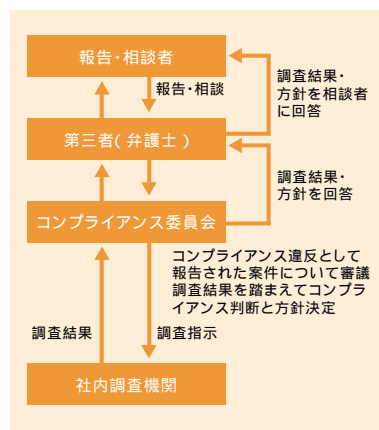 報告・相談者
報告・相談
調査結果・
方針を相談者
に回答
第三者(弁護士)
調査結果・
方針を回答
コンプライアンス委員会
コンプライアンス違反として
報告された案件について審議
調査結果を踏まえてコンプラ
イアンス判断と方針決定
調査結果
調査指示
社内調査機関